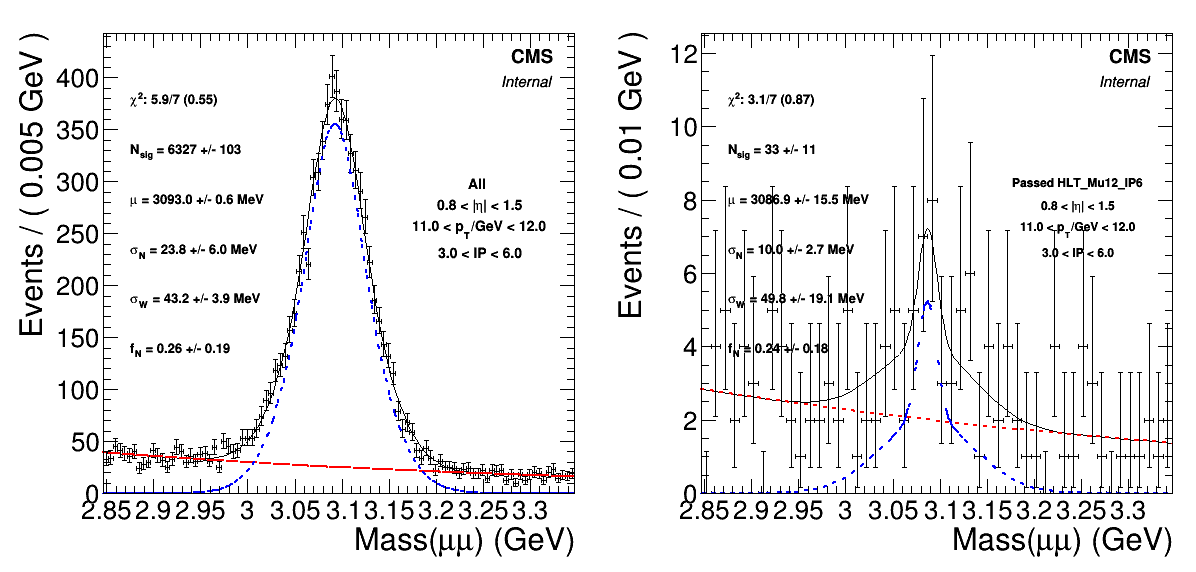 Events / ( 0.005 GeV )
400
350
300
250
200
150
100
50
0
CMS
Internal
χ²: 5.9/7 (0.55)
N_sig = 6327 +/- 103
μ = 3093.0 +/- 0.6 MeV
σ_N = 23.8 +/- 6.0 MeV
σ_W = 43.2 +/- 3.9 MeV
f_N = 0.26 +/- 0.19
All
0.8 < |η| < 1.5
11.0 < p_T/GeV < 12.0
3.0 < IP < 6.0
2.85 2.9 2.95 3 3.05 3.1 3.15 3.2 3.25 3.3
Mass(μμ) (GeV)
Events / ( 0.01 GeV )
12
10
8
6
4
2
0
CMS
Internal
χ²: 3.1/7 (0.87)
N_sig = 33 +/- 11
μ = 3086.9 +/- 15.5 MeV
σ_N = 10.0 +/- 2.7 MeV
σ_W = 49.8 +/- 19.1 MeV
f_N = 0.24 +/- 0.18
Passed HLT_Mu12_IP6
0.8 < |η| < 1.5
11.0 < p_T/GeV < 12.0
3.0 < IP < 6.0
2.85 2.9 2.95 3 3.05 3.1 3.15 3.2 3.25 3.3
Mass(μμ) (GeV)